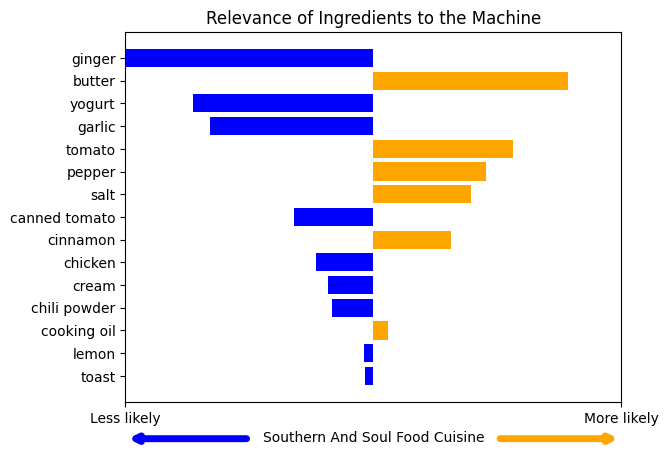 Relevance of Ingredients to the Machine
ginger
butter
yogurt
garlic
tomato
pepper
salt
canned tomato
cinnamon
chicken
cream
chili powder
cooking oil
lemon
toast
Less likely More likely
Southern And Soul Food Cuisine